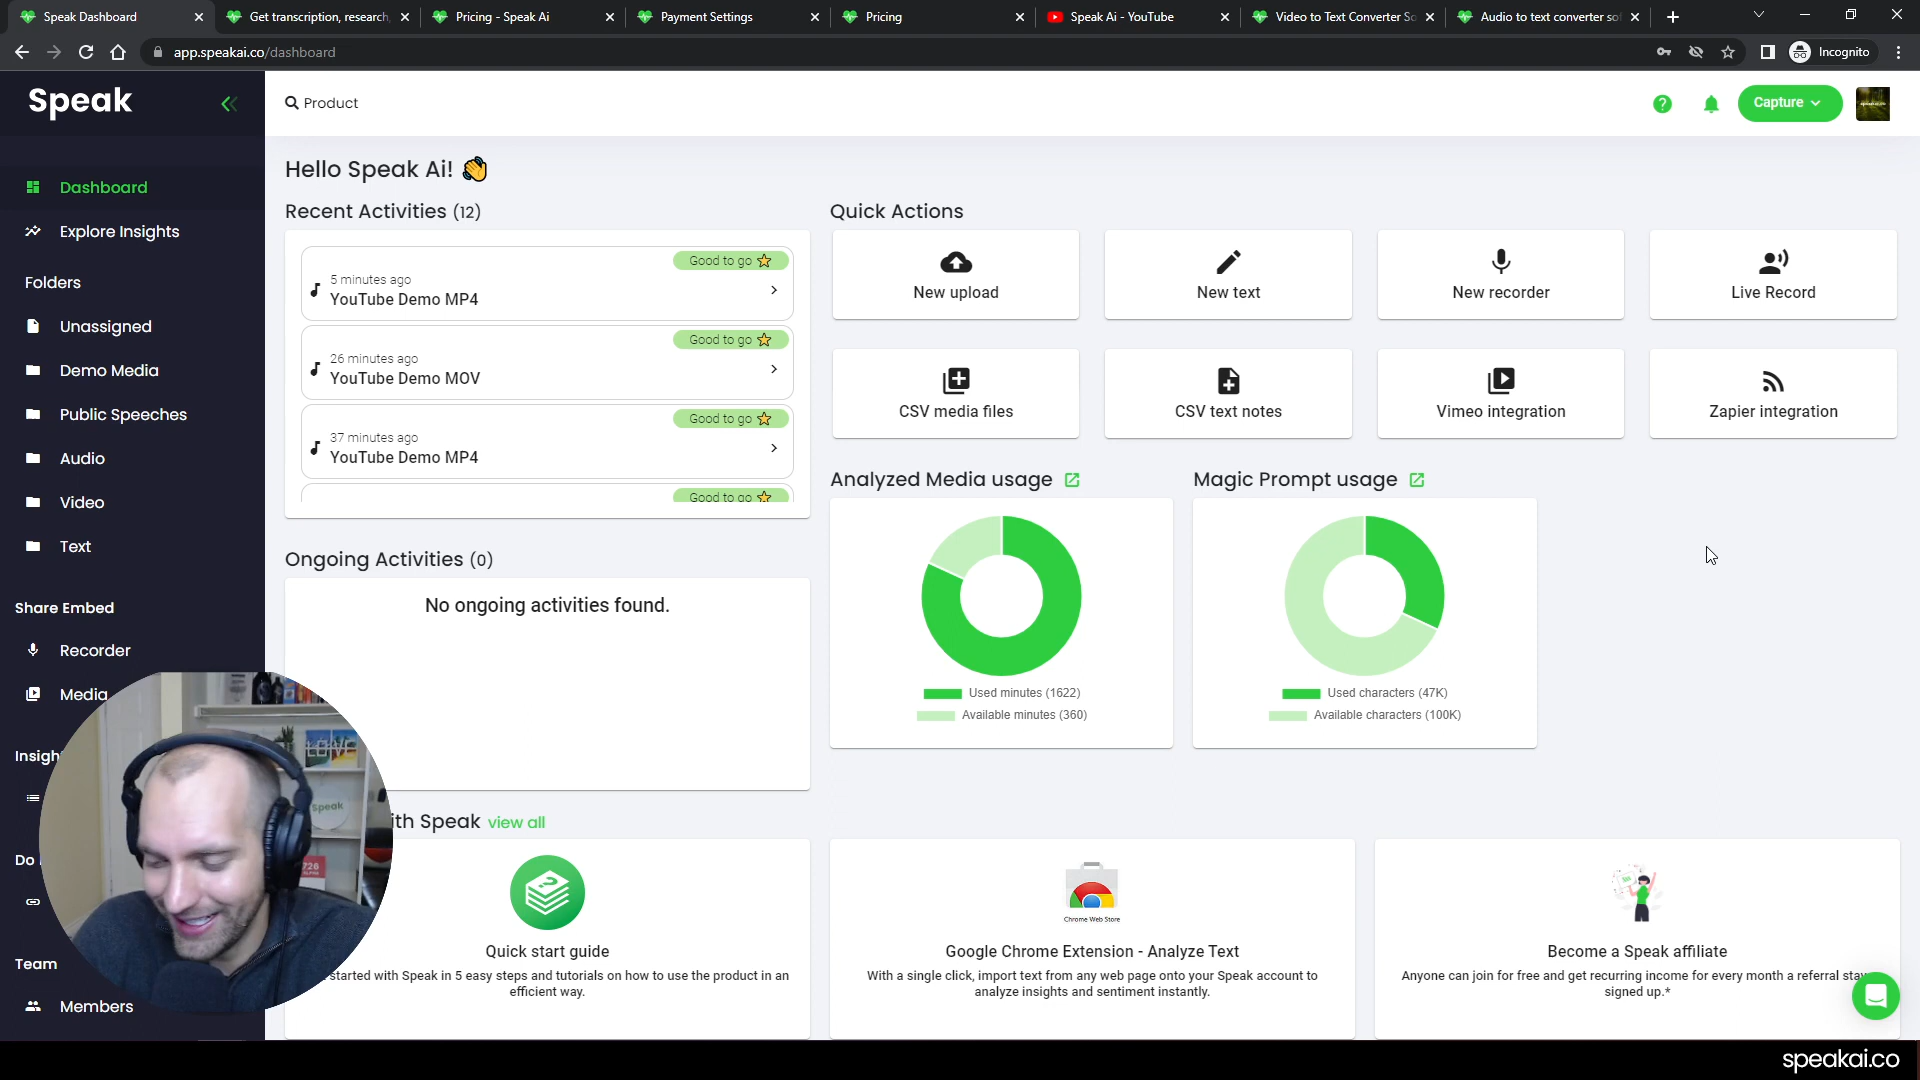 Speak Dashboard
Get transcription, research,
Pricing - Speak Ai
Payment Settings
Pricing
Speak Ai - YouTube
Video to Text Converter So
Audio to text converter so
app.speakai.co/dashboard
Incognito
Speak
Product
Capture
Dashboard
Explore Insights
Folders
Unassigned
Demo Media
Public Speeches
Audio
Video
Text
Share Embed
Recorder
Media
Insigh
Do
Team
Members
Hello Speak Ai!
Recent Activities (12)
Good to go
5 minutes ago
YouTube Demo MP4
Good to go
26 minutes ago
YouTube Demo MOV
Good to go
37 minutes ago
YouTube Demo MP4
Good to go
Ongoing Activities (0)
No ongoing activities found.
Quick Actions
New upload
New text
New recorder
Live Record
CSV media files
CSV text notes
Vimeo integration
Zapier integration
Analyzed Media usage
Used minutes (1622)
Available minutes (360)
Magic Prompt usage
Used characters (47K)
Available characters (100K)
ith Speak view all
Quick start guide
started with Speak in 5 easy steps and tutorials on how to use the product in an
efficient way.
Chrome Web Store
Google Chrome Extension - Analyze Text
With a single click, import text from any web page onto your Speak account to
analyze insights and sentiment instantly.
Become a Speak affiliate
Anyone can join for free and get recurring income for every month a referral stay
signed up.*
speakai.co